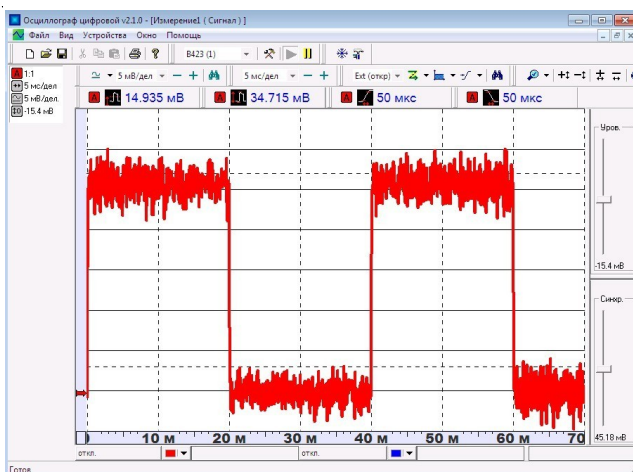 Осциллограф цифровой v2.1.0 - [Измерение1 ( Сигнал )]
Файл Вид Устройства Окно Помощь
B423 (1)
A 1:1
5 мс/дел
5 мВ/дел.
-15.4 мВ
5 мВ/дел
5 мс/дел
Ext (откр)
A 14.935 мВ A 34.715 мВ A 50 мкс A 50 мкс
Уров.
-15.4 мВ
Синхр.
45.18 мВ
10 м 20 м 30 м 40 м 50 м 60 м 70
откл. откл.
Готов